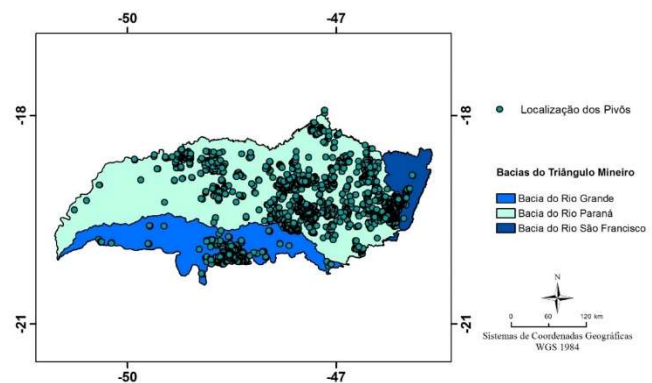 -50
-47
-18
-18
-21
-21
-50
-47
Localização dos Pivôs
Bacias do Triângulo Mineiro
Bacia do Rio Grande
Bacia do Rio Paraná
Bacia do Rio São Francisco
N
0 60 120 km
Sistemas de Coordenadas Geográficas
WGS 1984